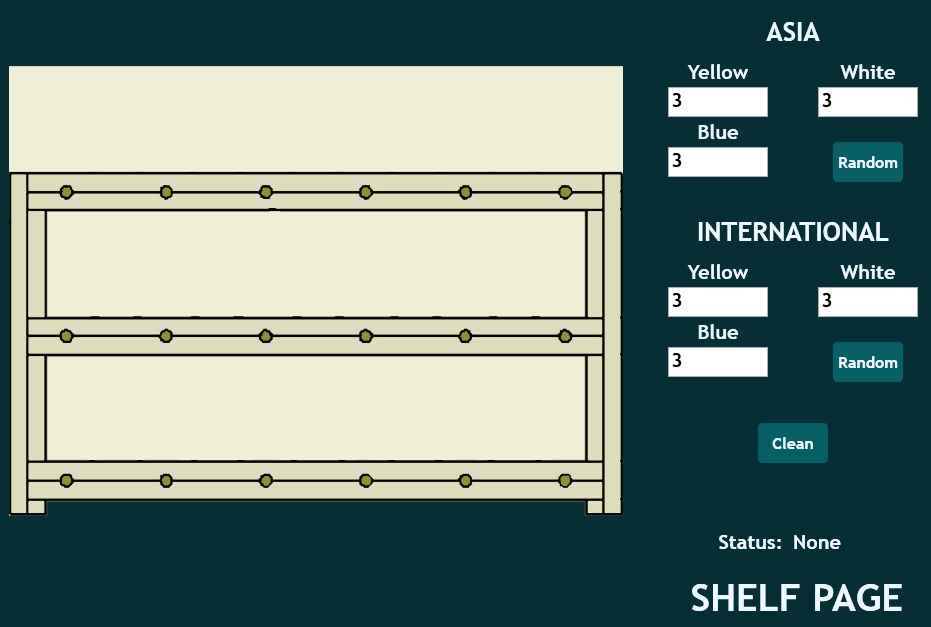 ASIA
Yellow
White
3
3
Blue
3
Random
INTERNATIONAL
Yellow
White
3
3
Blue
3
Random
Clean
Status: None
SHELF PAGE